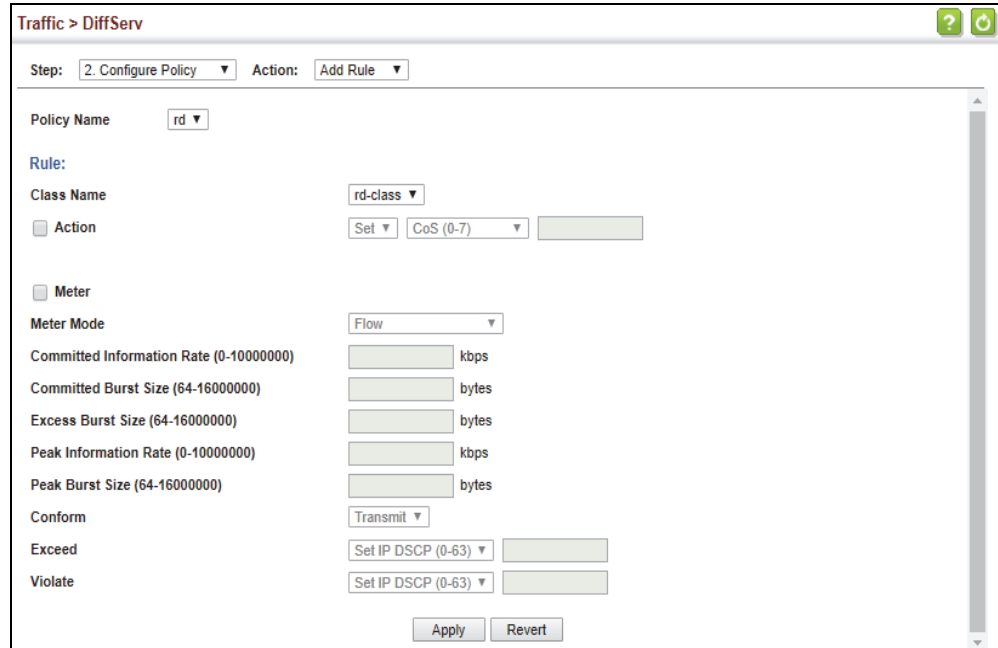 Traffic > DiffServ
?
Step: 2. Configure Policy Action: Add Rule
Policy Name rd
Rule:
Class Name rd-class
Action Set CoS (0-7)
Meter
Meter Mode Flow
Committed Information Rate (0-10000000) kbps
Committed Burst Size (64-16000000) bytes
Excess Burst Size (64-16000000) bytes
Peak Information Rate (0-10000000) kbps
Peak Burst Size (64-16000000) bytes
Conform Transmit
Exceed Set IP DSCP (0-63)
Violate Set IP DSCP (0-63)
Apply Revert